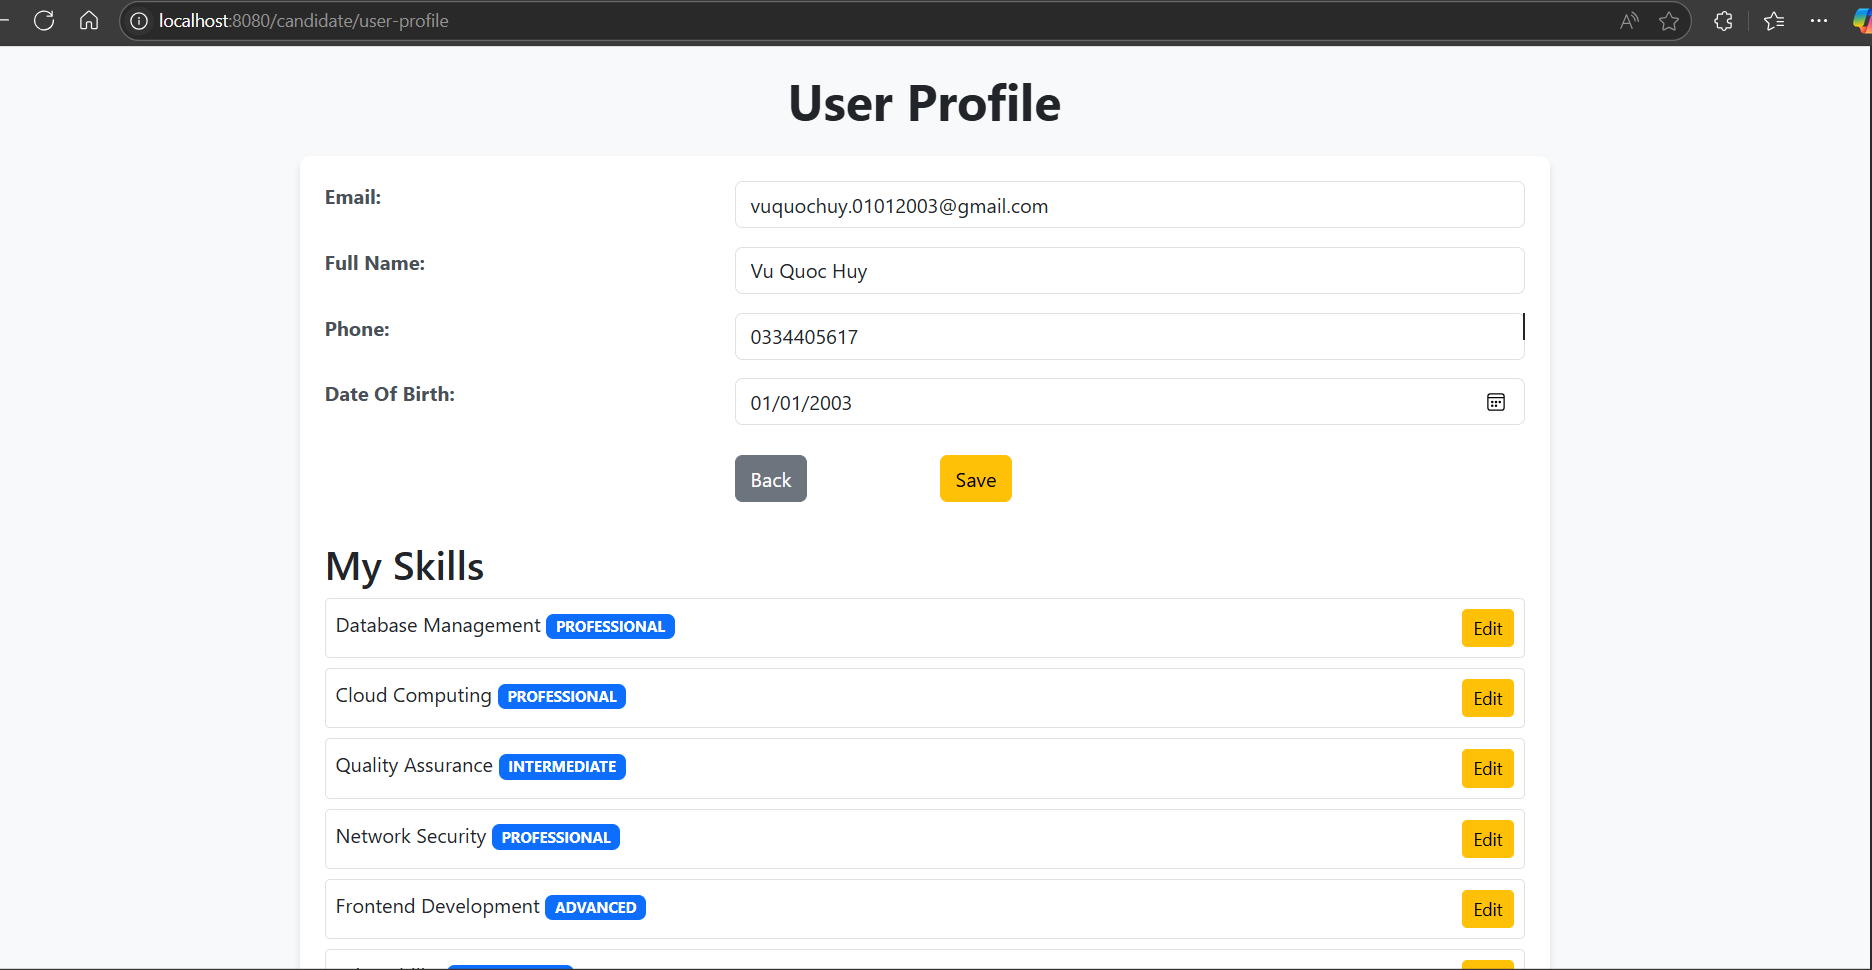 localhost:8080/candidate/user-profile
User Profile
Email:
vuquochuy.01012003@gmail.com
Full Name:
Vu Quoc Huy
Phone:
0334405617
Date Of Birth:
01/01/2003
Back Save
My Skills
Database Management PROFESSIONAL Edit
Cloud Computing PROFESSIONAL Edit
Quality Assurance INTERMEDIATE Edit
Network Security PROFESSIONAL Edit
Frontend Development ADVANCED Edit